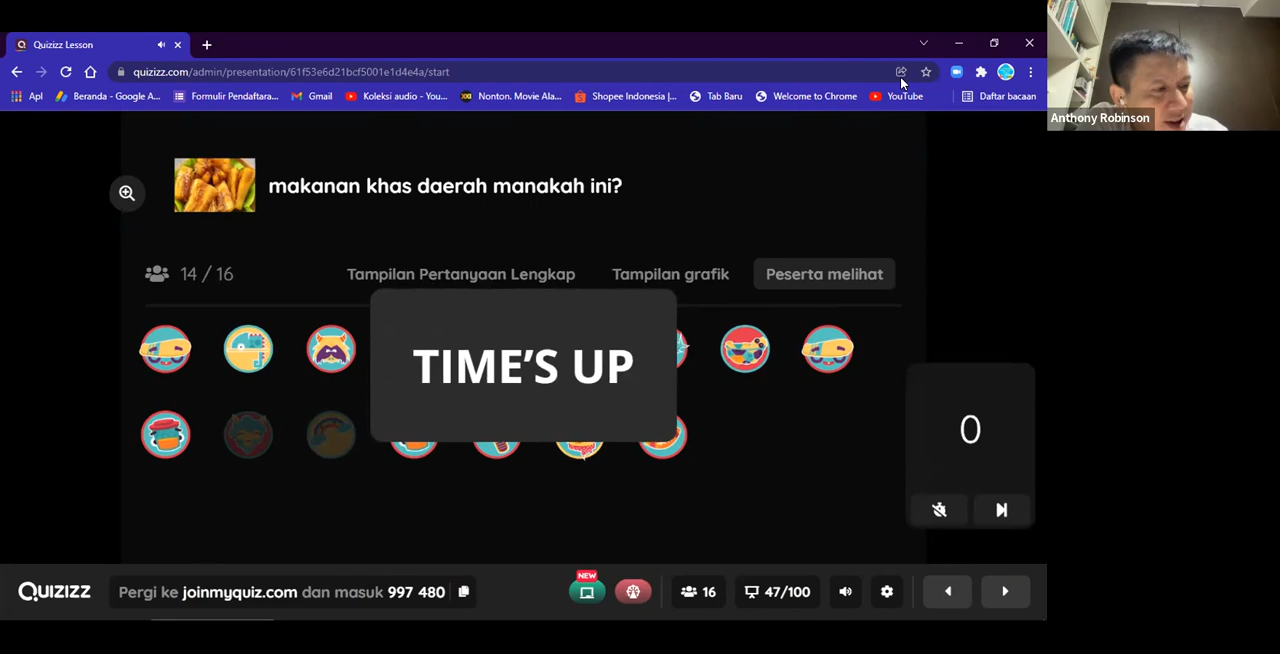 Quizizz Lesson
quizizz.com/admin/presentation/61f53e6d21bcf5001e1d4e4a/start
Apl
Beranda - Google A...
Formulir Pendaftara...
Gmail
Koleksi audio - You...
XXI
Nonton. Movie Ala...
Shopee Indonesia |...
Tab Baru
Welcome to Chrome
YouTube
Daftar bacaan
Anthony Robinson
makanan khas daerah manakah ini?
14 / 16
Tampilan Pertanyaan Lengkap
Tampilan grafik
Peserta melihat
TIME'S UP
0
QUIZIZZ
Pergi ke joinmyquiz.com dan masuk 997 480
NEW
16
47/100